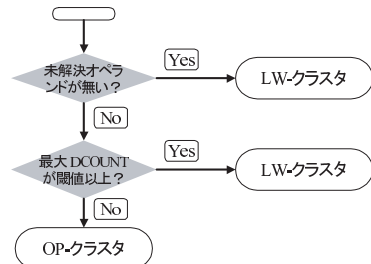 未解決オペラ
ンドが無い？
Yes
LW-クラスタ
No
最大 DCOUNT
が閾値以上？
Yes
LW-クラスタ
No
OP-クラスタ